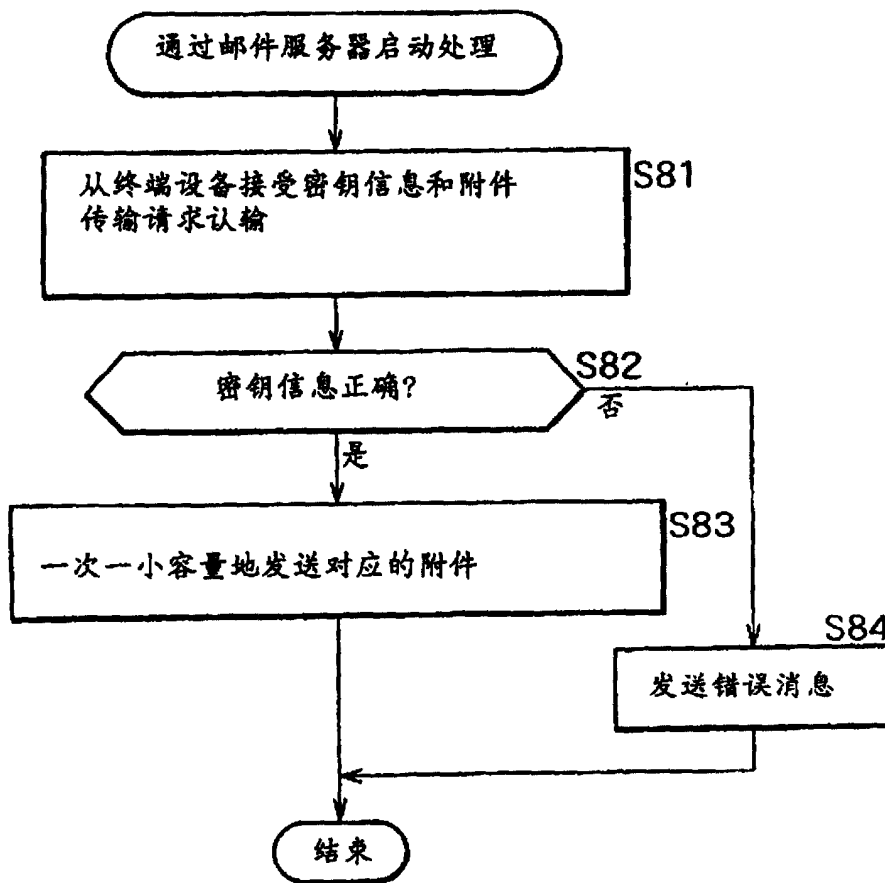 通过邮件服务器启动处理
S81
从终端设备接受密钥信息和附件
传输请求认输
S82
密钥信息正确?
否
是
S83
一次一小容量地发送对应的附件
S84
发送错误消息
结束